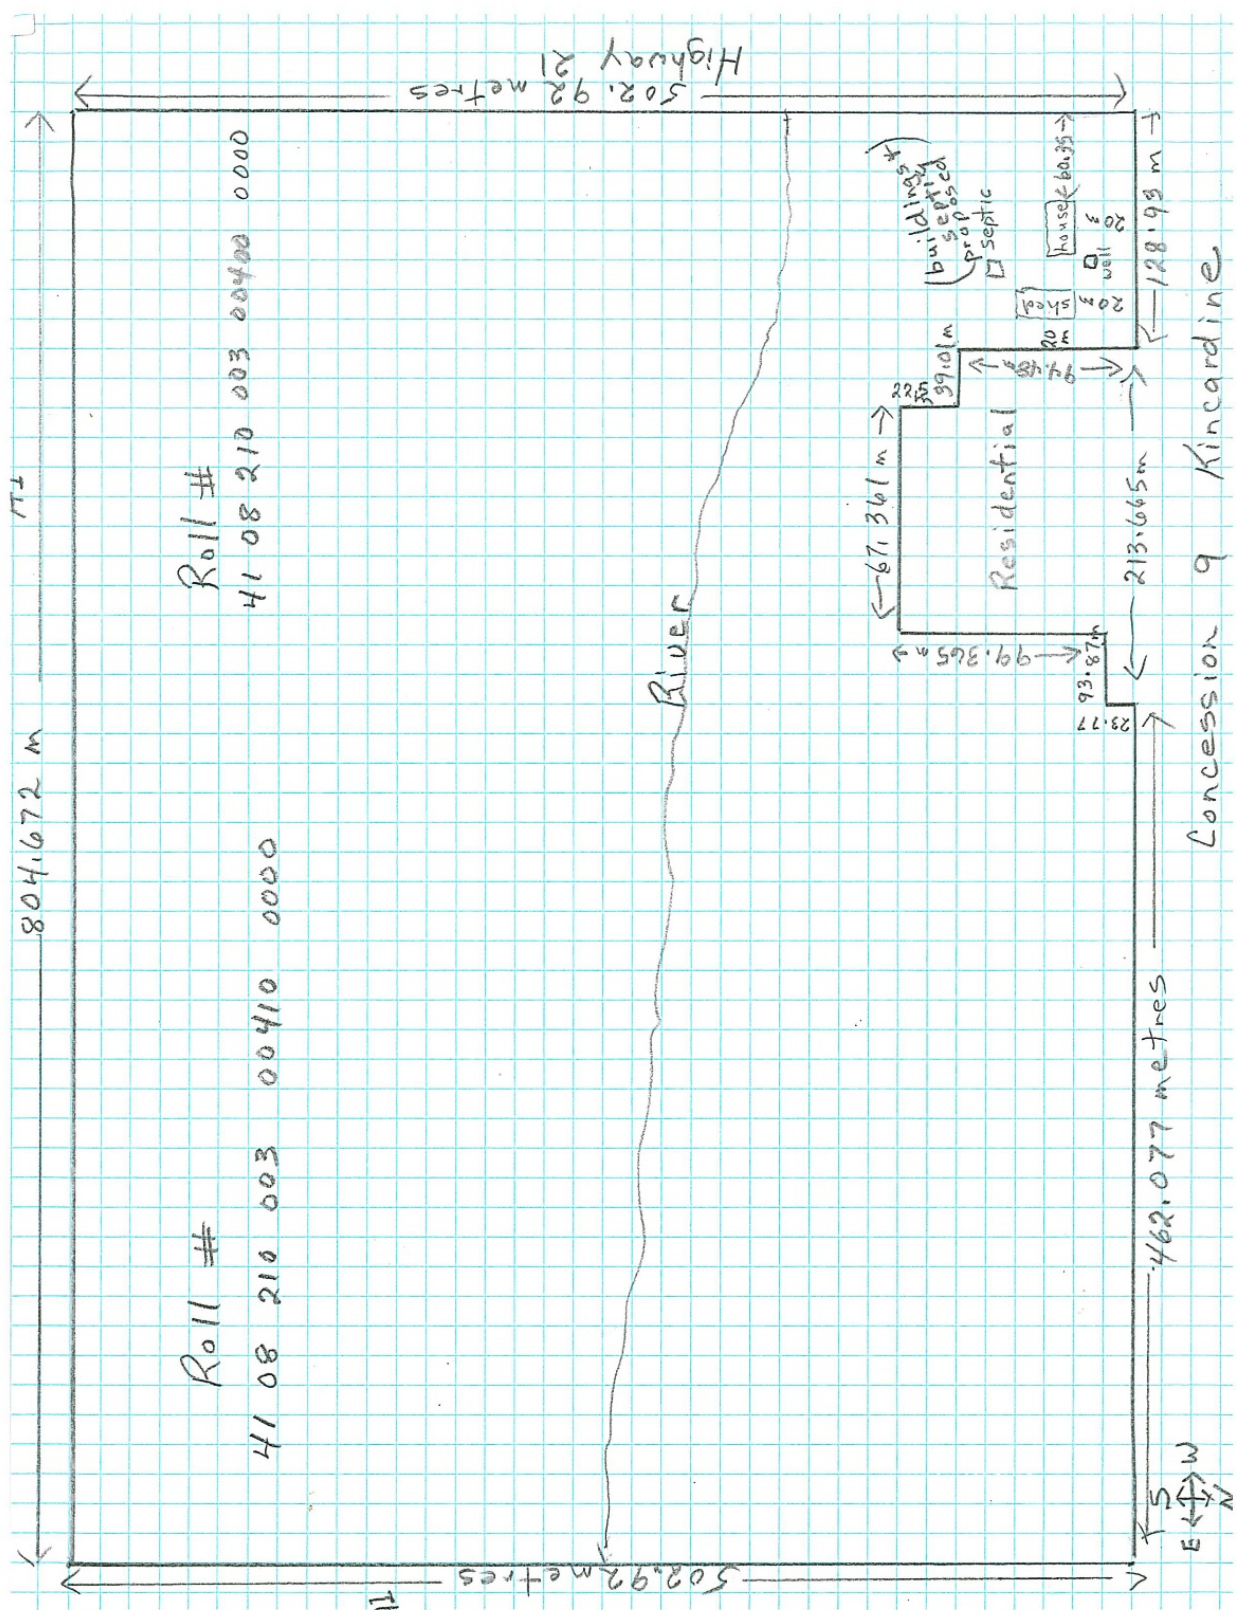 804.672 m
Roll #
41 08 210 003 00410 0000
Roll #
41 08 210 003 00400 0000
502.92 metres
Highway
21
502.92 metres
River
(buildings +
septic
proposed)
septic
house
60.35
shed
well
20 m
20 m
20 m
128.93 m
39.01 m
94.48 m
22
67.361 m
Residential
99.365 m
93.87 m
23.77
213.665 m
462.077 metres
Concession 9 Kincardine
S
E W
N